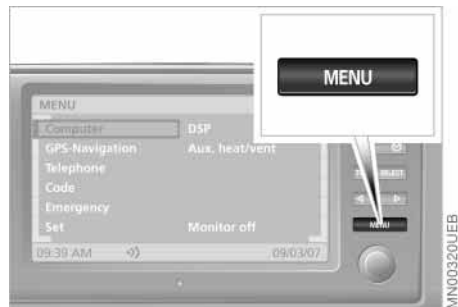 MENU
MENU
Computer DSP
GPS-Navigation Aux. heat/vent
Telephone
Code
Emergency
Set Monitor off
09:39 AM 09/03/07
SELECT
MENU
MN00320UEB